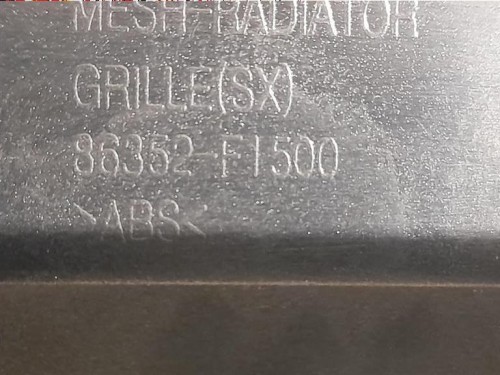 MESH-RADIATOR
GRILLE(SX)
86352-F1500
>ABS<